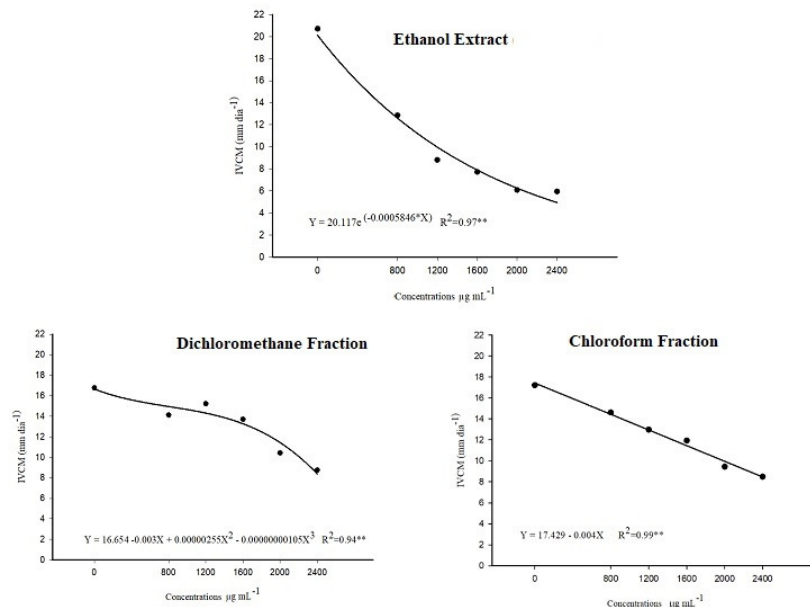 Ethanol Extract
22
20
18
16
14
12
10
8
6
4
2
0
IVCM (mm dia⁻¹)
Y = 20.117e^(-0.0005846*X) R²=0.97**
0 800 1200 1600 2000 2400
Concentrations µg mL⁻¹
Dichloromethane Fraction
22
20
18
16
14
12
10
8
6
4
2
0
IVCM (mm dia⁻¹)
Y = 16.654 -0.003X + 0.00000255X² - 0.00000000105X³ R²=0.94**
0 800 1200 1600 2000 2400
Concentrations µg mL⁻¹
Chloroform Fraction
22
20
18
16
14
12
10
8
6
4
2
0
IVCM (mm dia⁻¹)
Y = 17.429 - 0.004X R²=0.99**
0 800 1200 1600 2000 2400
Concentrations µg mL⁻¹